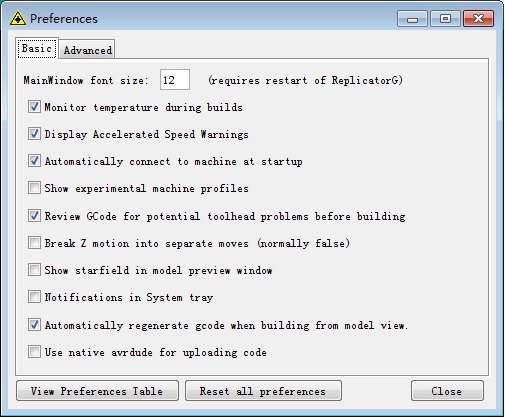 Preferences
Basic Advanced
MainWindow font size: 12 (requires restart of ReplicatorG)
Monitor temperature during builds
Display Accelerated Speed Warnings
Automatically connect to machine at startup
Show experimental machine profiles
Review GCode for potential toolhead problems before building
Break Z motion into separate moves (normally false)
Show starfield in model preview window
Notifications in System tray
Automatically regenerate gcode when building from model view.
Use native avrdude for uploading code
View Preferences Table Reset all preferences Close